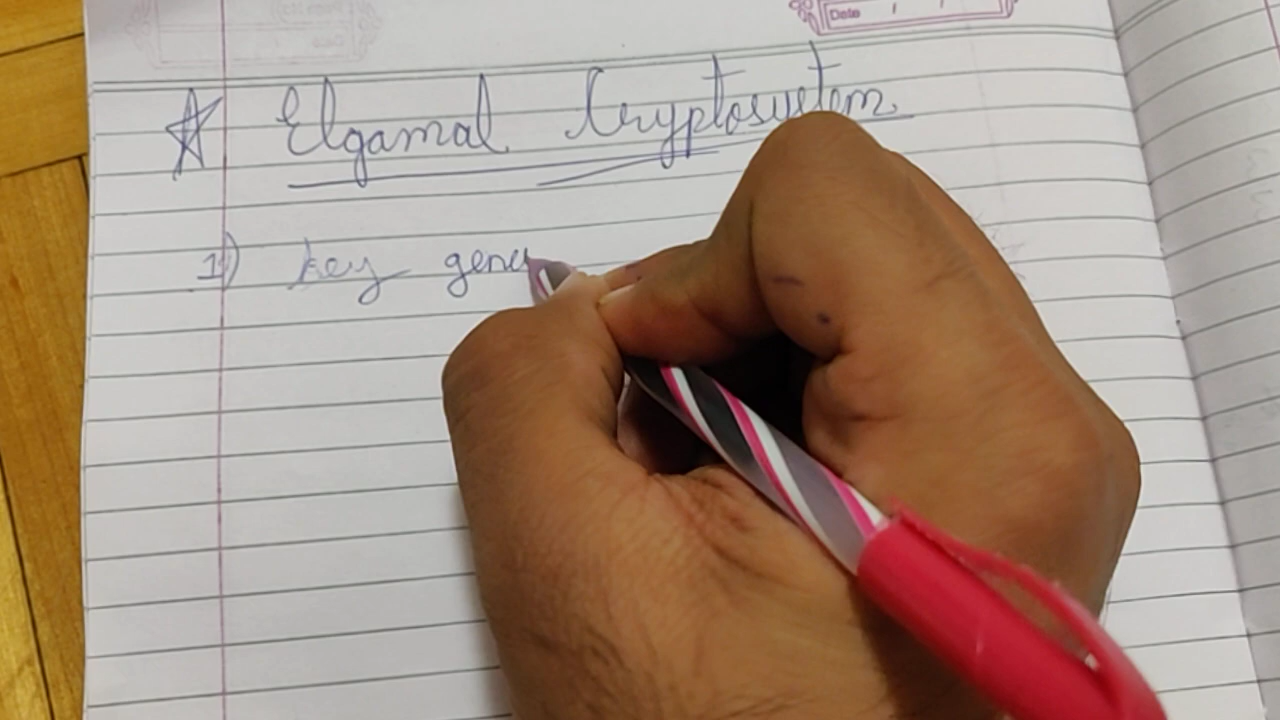 Date / /
☆ Elgamal Cryptosystem
1) key gene